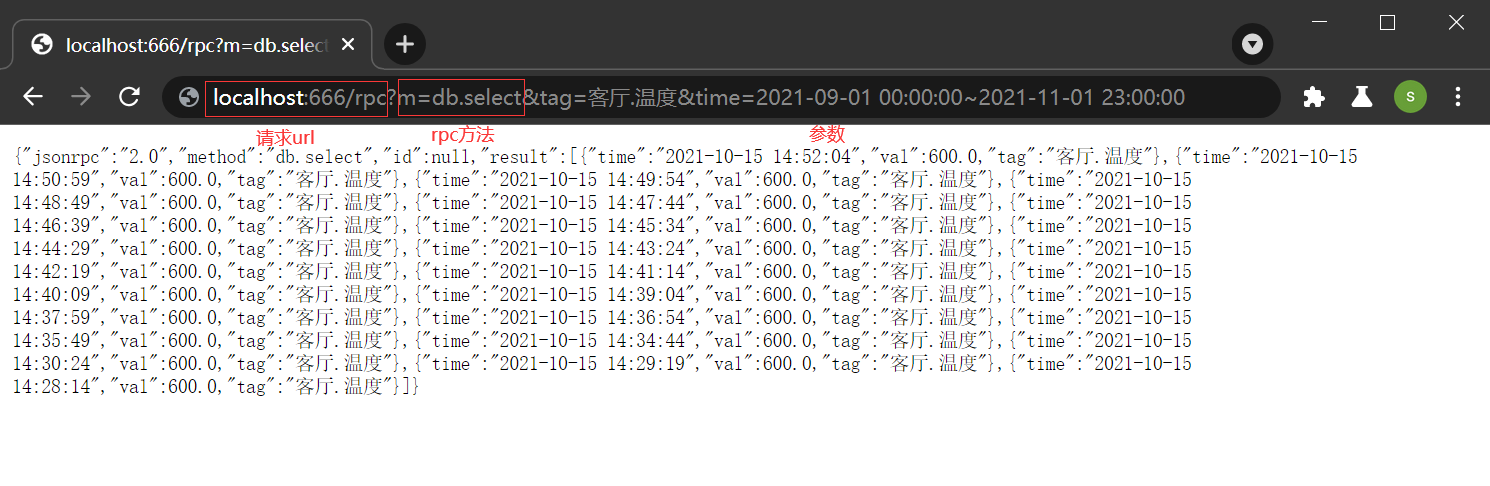 localhost:666/rpc?m=db.select
localhost:666/rpc?m=db.select&tag=客厅.温度&time=2021-09-01 00:00:00~2021-11-01 23:00:00
S
请求url rpc方法 参数
{"jsonrpc":"2.0","method":"db.select","id":null,"result":[{"time":"2021-10-15 14:52:04","val":600.0,"tag":"客厅.温度"},{"time":"2021-10-15
14:50:59","val":600.0,"tag":"客厅.温度"},{"time":"2021-10-15 14:49:54","val":600.0,"tag":"客厅.温度"},{"time":"2021-10-15
14:48:49","val":600.0,"tag":"客厅.温度"},{"time":"2021-10-15 14:47:44","val":600.0,"tag":"客厅.温度"},{"time":"2021-10-15
14:46:39","val":600.0,"tag":"客厅.温度"},{"time":"2021-10-15 14:45:34","val":600.0,"tag":"客厅.温度"},{"time":"2021-10-15
14:44:29","val":600.0,"tag":"客厅.温度"},{"time":"2021-10-15 14:43:24","val":600.0,"tag":"客厅.温度"},{"time":"2021-10-15
14:42:19","val":600.0,"tag":"客厅.温度"},{"time":"2021-10-15 14:41:14","val":600.0,"tag":"客厅.温度"},{"time":"2021-10-15
14:40:09","val":600.0,"tag":"客厅.温度"},{"time":"2021-10-15 14:39:04","val":600.0,"tag":"客厅.温度"},{"time":"2021-10-15
14:37:59","val":600.0,"tag":"客厅.温度"},{"time":"2021-10-15 14:36:54","val":600.0,"tag":"客厅.温度"},{"time":"2021-10-15
14:35:49","val":600.0,"tag":"客厅.温度"},{"time":"2021-10-15 14:34:44","val":600.0,"tag":"客厅.温度"},{"time":"2021-10-15
14:30:24","val":600.0,"tag":"客厅.温度"},{"time":"2021-10-15 14:29:19","val":600.0,"tag":"客厅.温度"},{"time":"2021-10-15
14:28:14","val":600.0,"tag":"客厅.温度"}]}